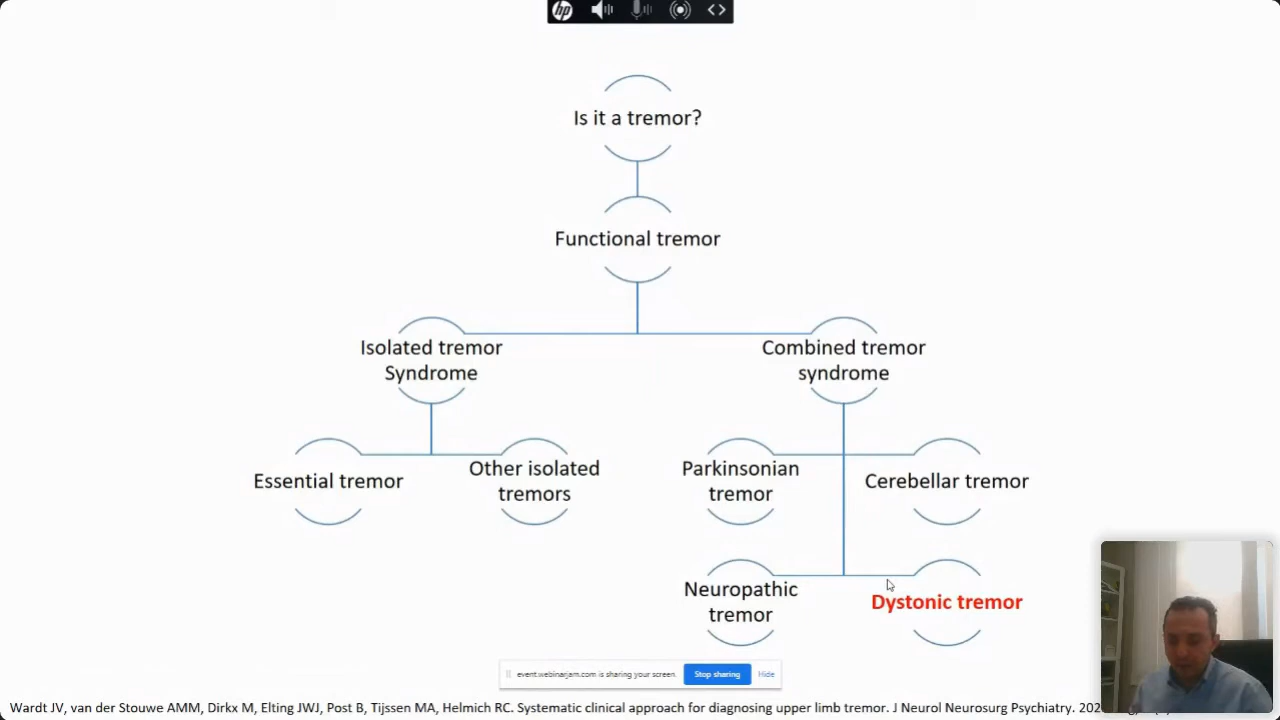 hp
Is it a tremor?
Functional tremor
Isolated tremor
Syndrome
Combined tremor
syndrome
Essential tremor
Other isolated
tremors
Parkinsonian
tremor
Cerebellar tremor
Neuropathic
tremor
Dystonic tremor
event.webinarjam.com is sharing your screen.
Stop sharing
Hide
Wardt JV, van der Stouwe AMM, Dirkx M, Elting JWJ, Post B, Tijssen MA, Helmich RC. Systematic clinical approach for diagnosing upper limb tremor. J Neurol Neurosurg Psychiatry.